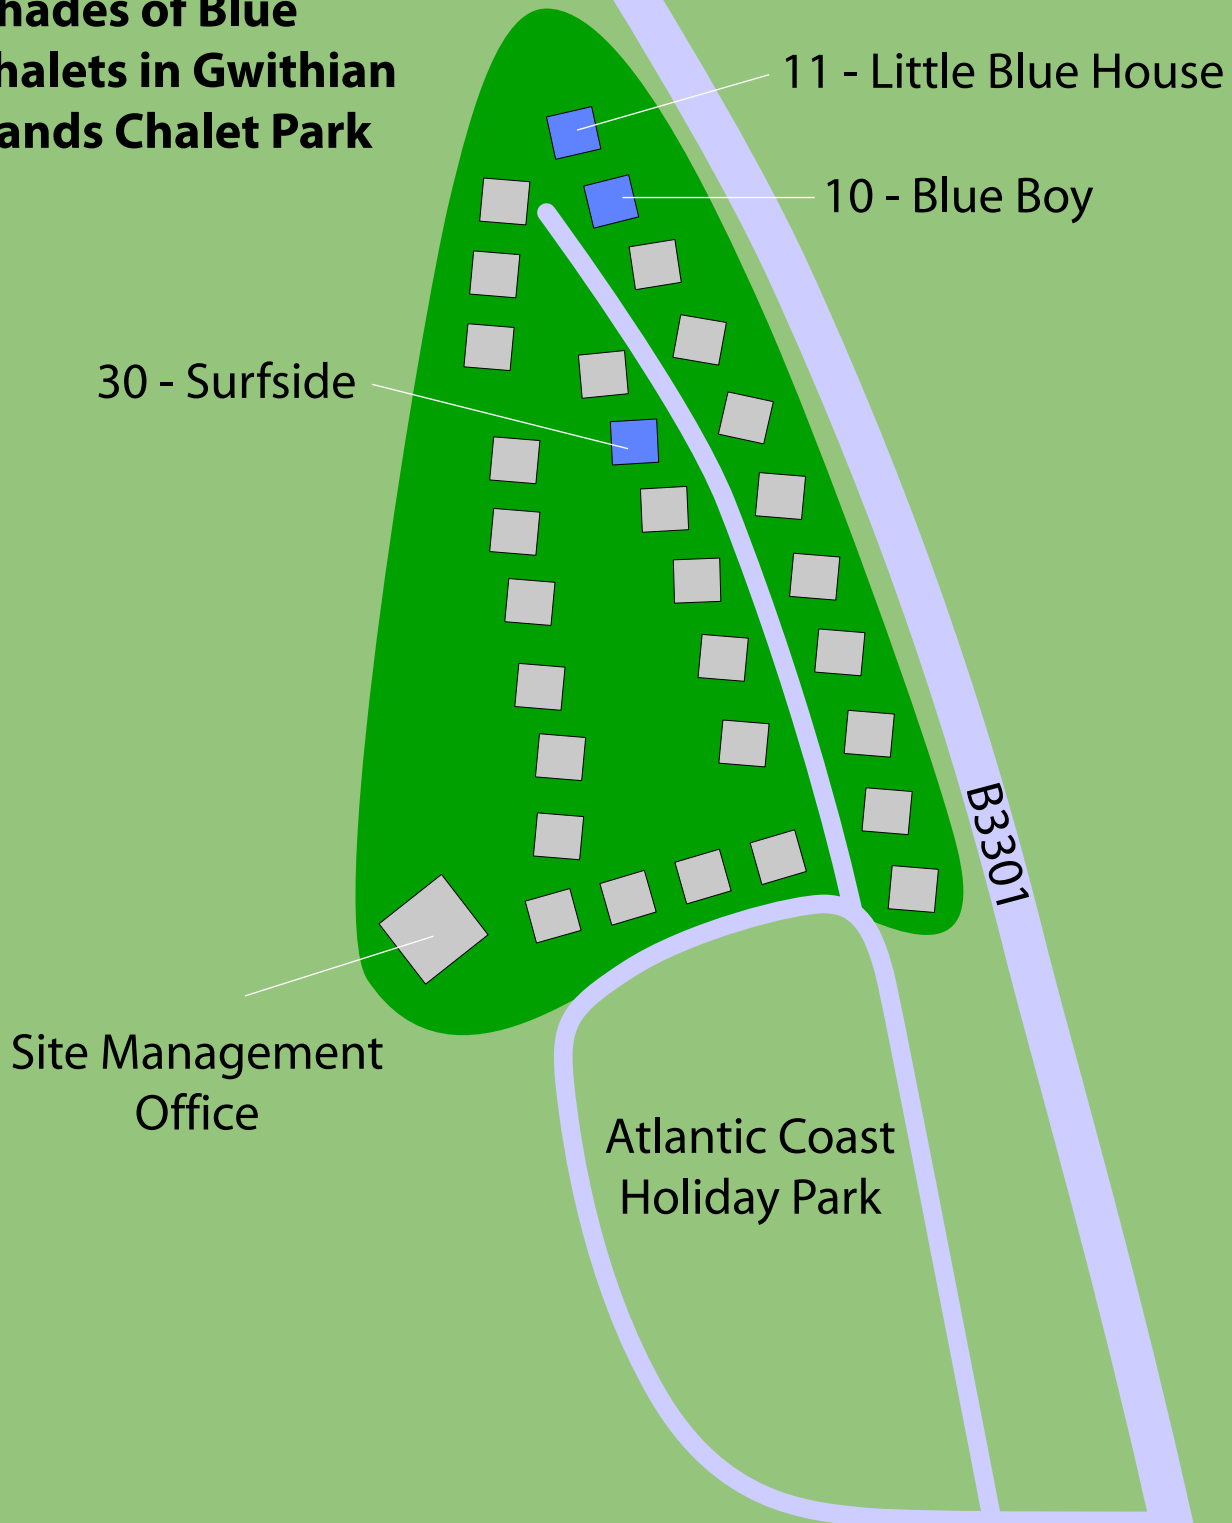 hades of Blue
halets in Gwithian
ands Chalet Park
11 - Little Blue House
10 - Blue Boy
30 - Surfside
B3301
Site Management
Office
Atlantic Coast
Holiday Park